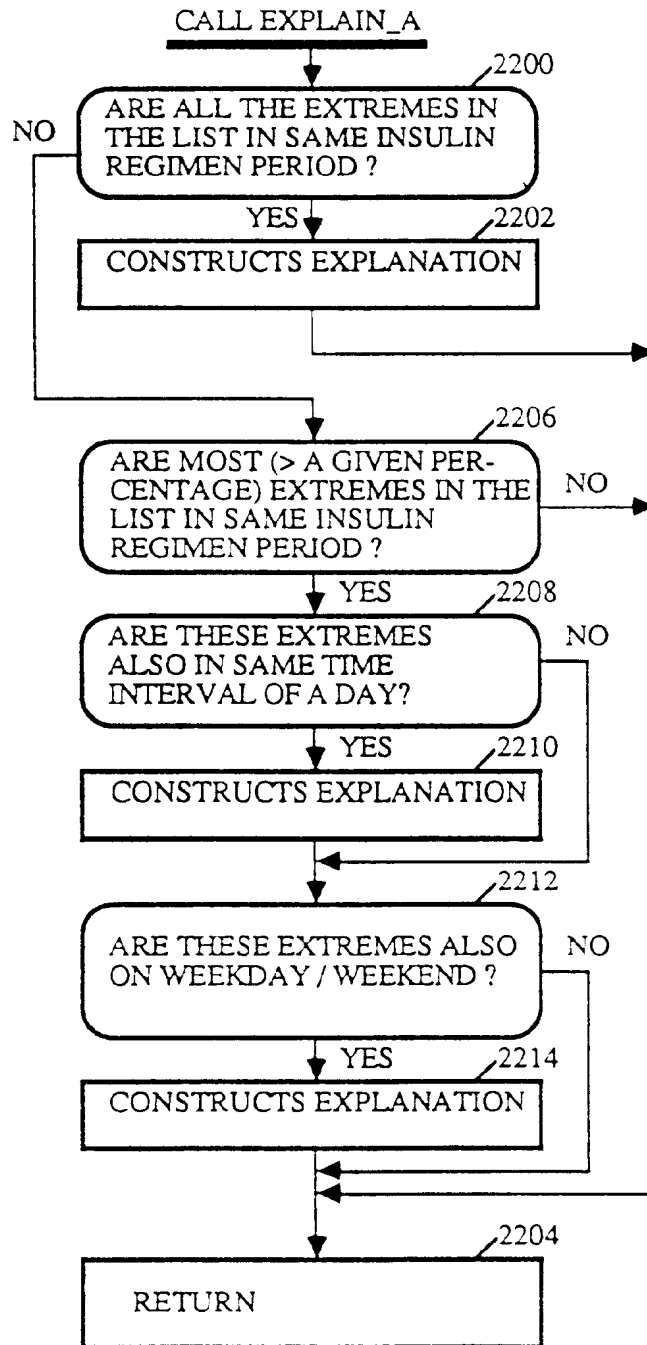 CALL EXPLAIN_A
2200
ARE ALL THE EXTREMES IN
THE LIST IN SAME INSULIN
REGIMEN PERIOD ?
NO
YES
2202
CONSTRUCTS EXPLANATION
2206
ARE MOST (> A GIVEN PER-
CENTAGE) EXTREMES IN THE
LIST IN SAME INSULIN
REGIMEN PERIOD ?
NO
YES
2208
ARE THESE EXTREMES
ALSO IN SAME TIME
INTERVAL OF A DAY?
NO
YES
2210
CONSTRUCTS EXPLANATION
2212
ARE THESE EXTREMES ALSO
ON WEEKDAY / WEEKEND ?
NO
YES
2214
CONSTRUCTS EXPLANATION
2204
RETURN